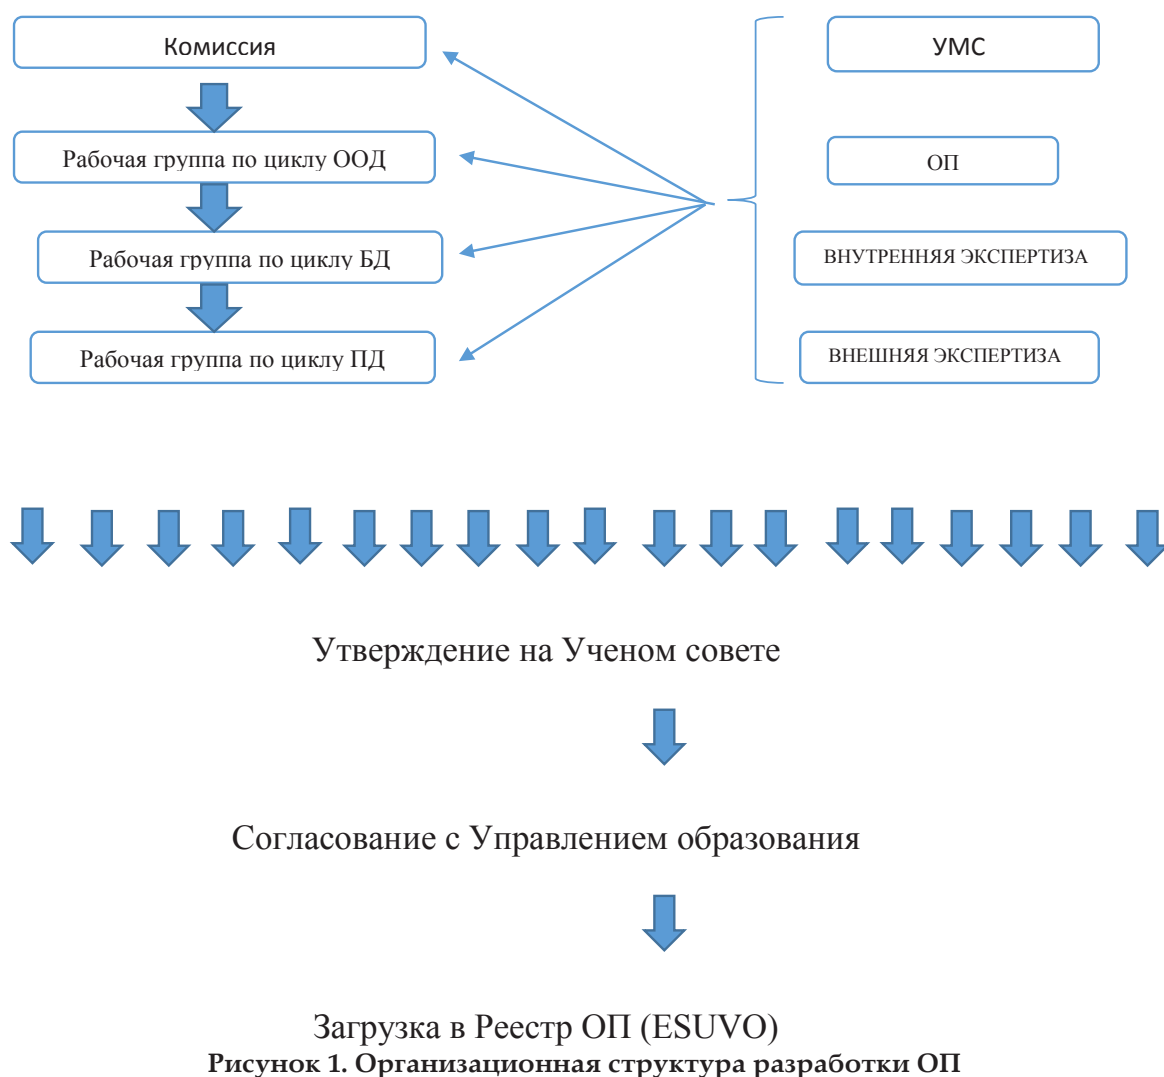 Комиссия
Рабочая группа по циклу ООД
Рабочая группа по циклу БД
Рабочая группа по циклу ПД
УМС
ОП
ВНУТРЕННЯЯ ЭКСПЕРТИЗА
ВНЕШНЯЯ ЭКСПЕРТИЗА
Утверждение на Ученом совете
Согласование с Управлением образования
Загрузка в Реестр ОП (ESUVO)
Рисунок 1. Организационная структура разработки ОП